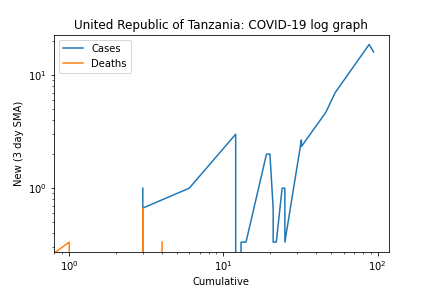 United Republic of Tanzania: COVID-19 log graph
Cases
Deaths
New (3 day SMA)
10¹
10⁰
10⁰
10¹
10²
Cumulative